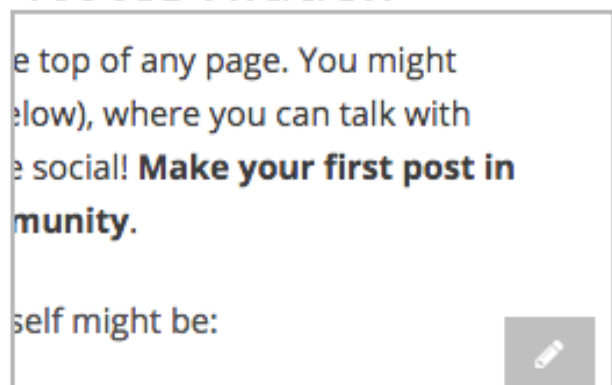 e top of any page. You might
elow), where you can talk with
e social! Make your first post in
munity.
self might be: